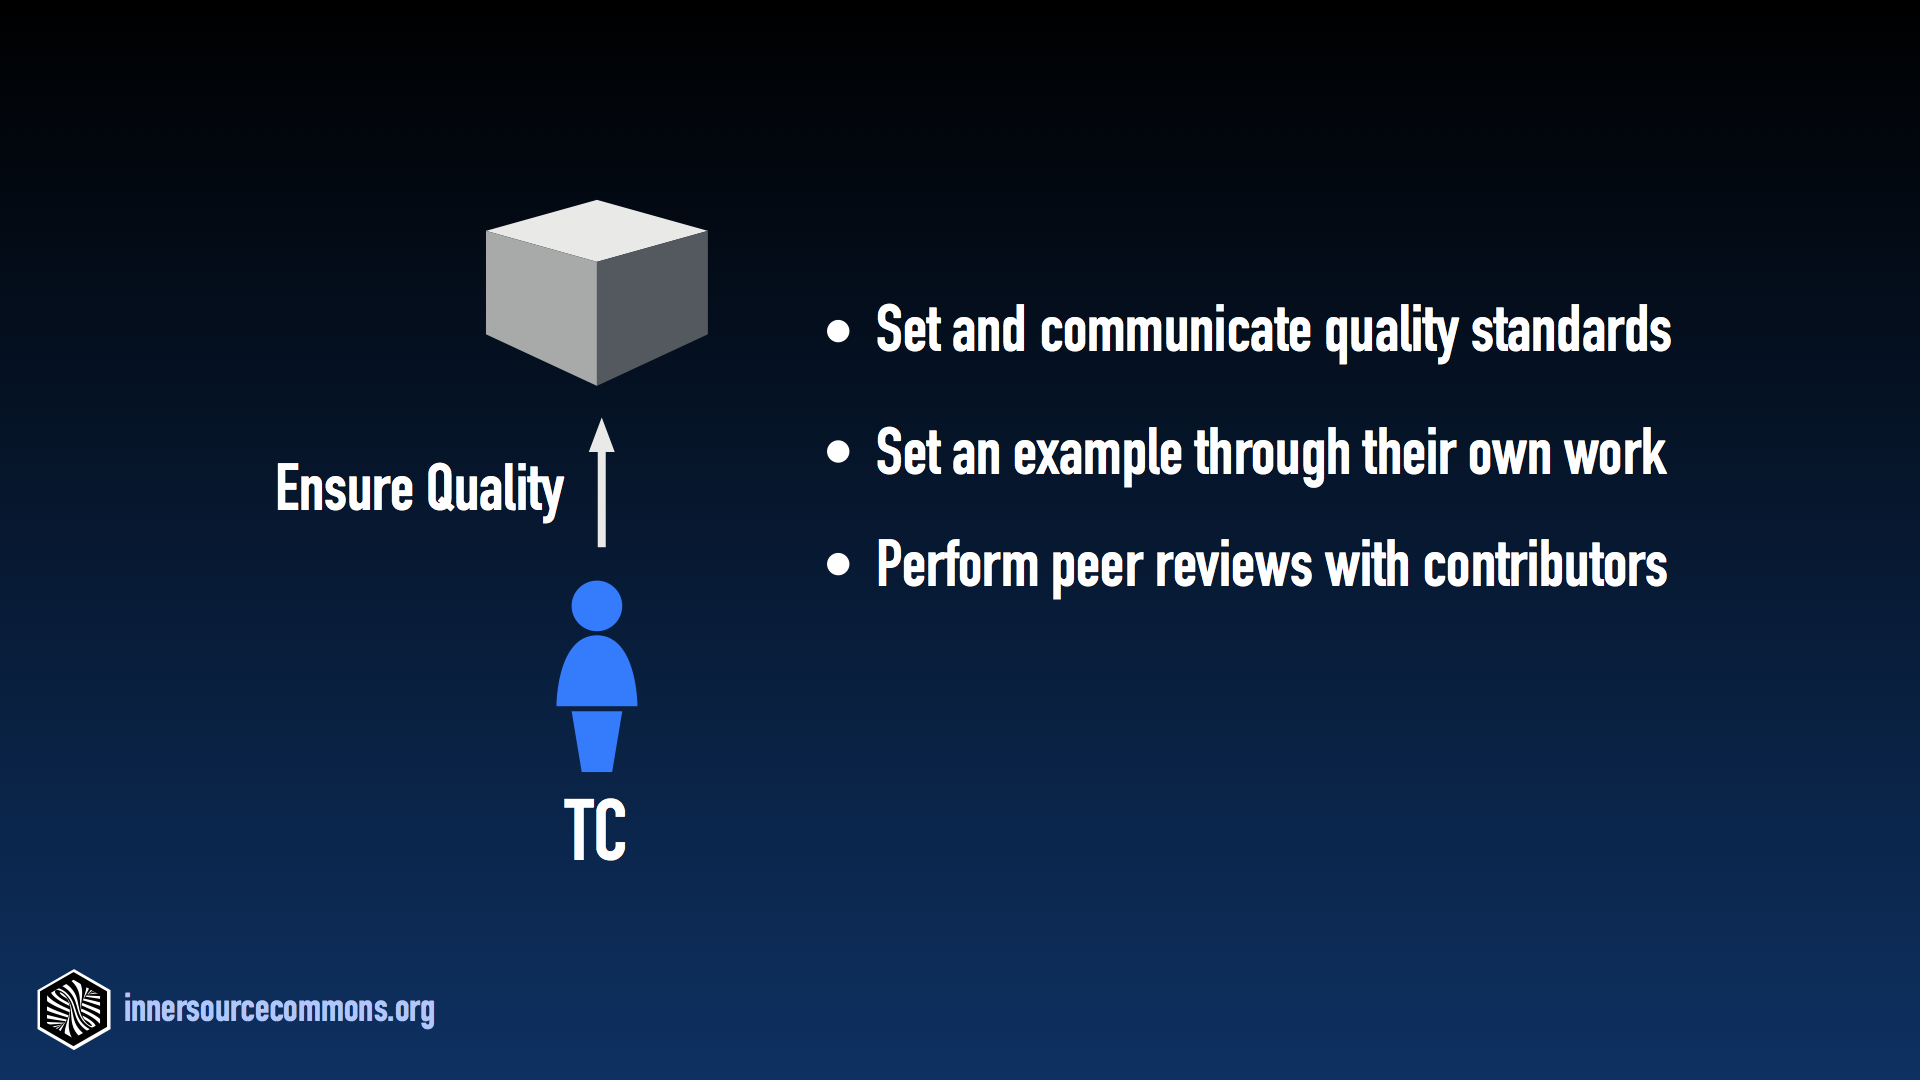 Set and communicate quality standards
Set an example through their own work
Perform peer reviews with contributors
Ensure Quality
TC
innersourcecommons.org